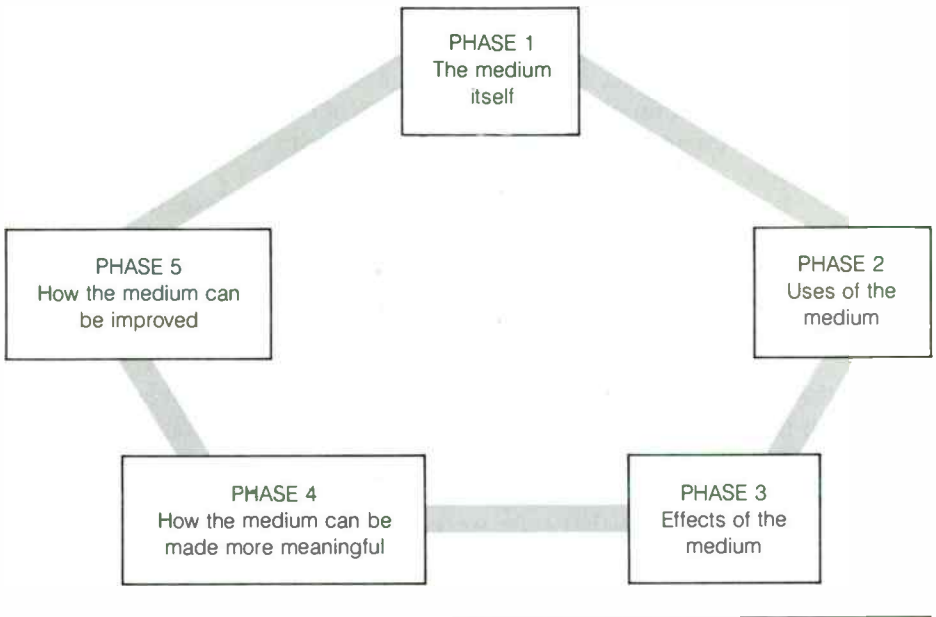 PHASE 1
The medium
itself
PHASE 2
Uses of the
medium
PHASE 3
Effects of the
medium
PHASE 4
How the medium can be
made more meaningful
PHASE 5
How the medium can
be improved